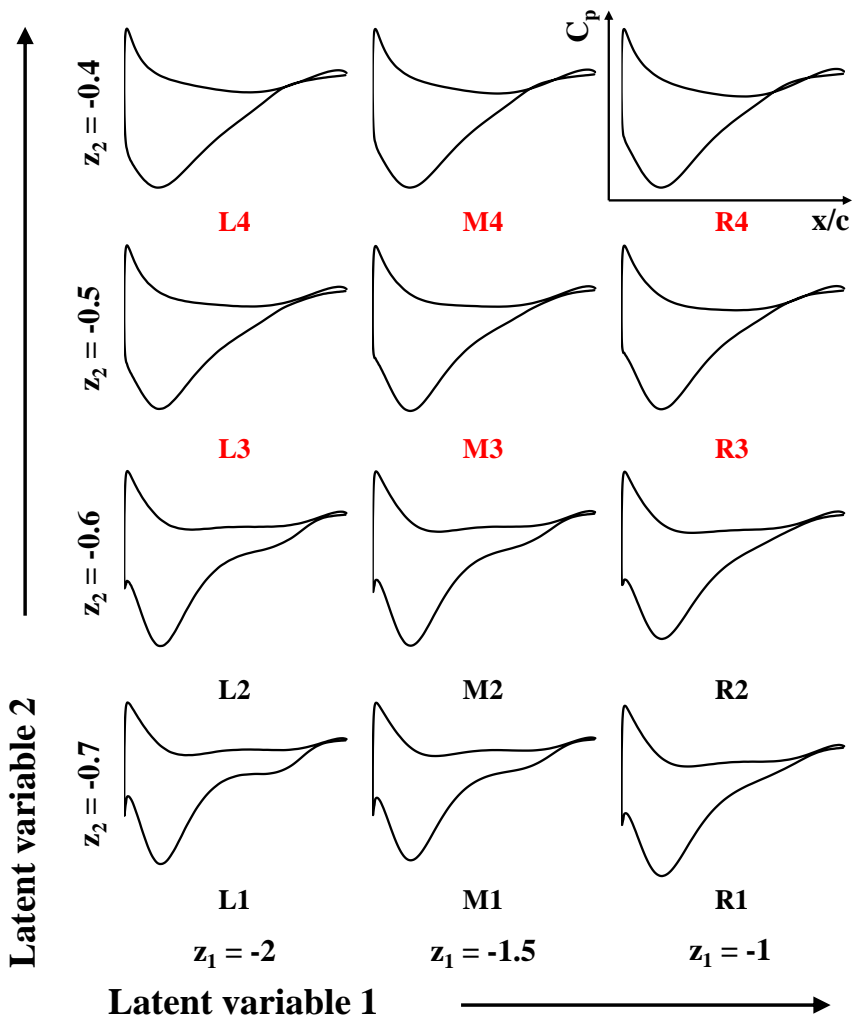 C_p
z_2 = -0.4
x/c
L4 M4 R4
z_2 = -0.5
L3 M3 R3
z_2 = -0.6
L2 M2 R2
z_2 = -0.7
L1 M1 R1
z_1 = -2 z_1 = -1.5 z_1 = -1
Latent variable 2
Latent variable 1